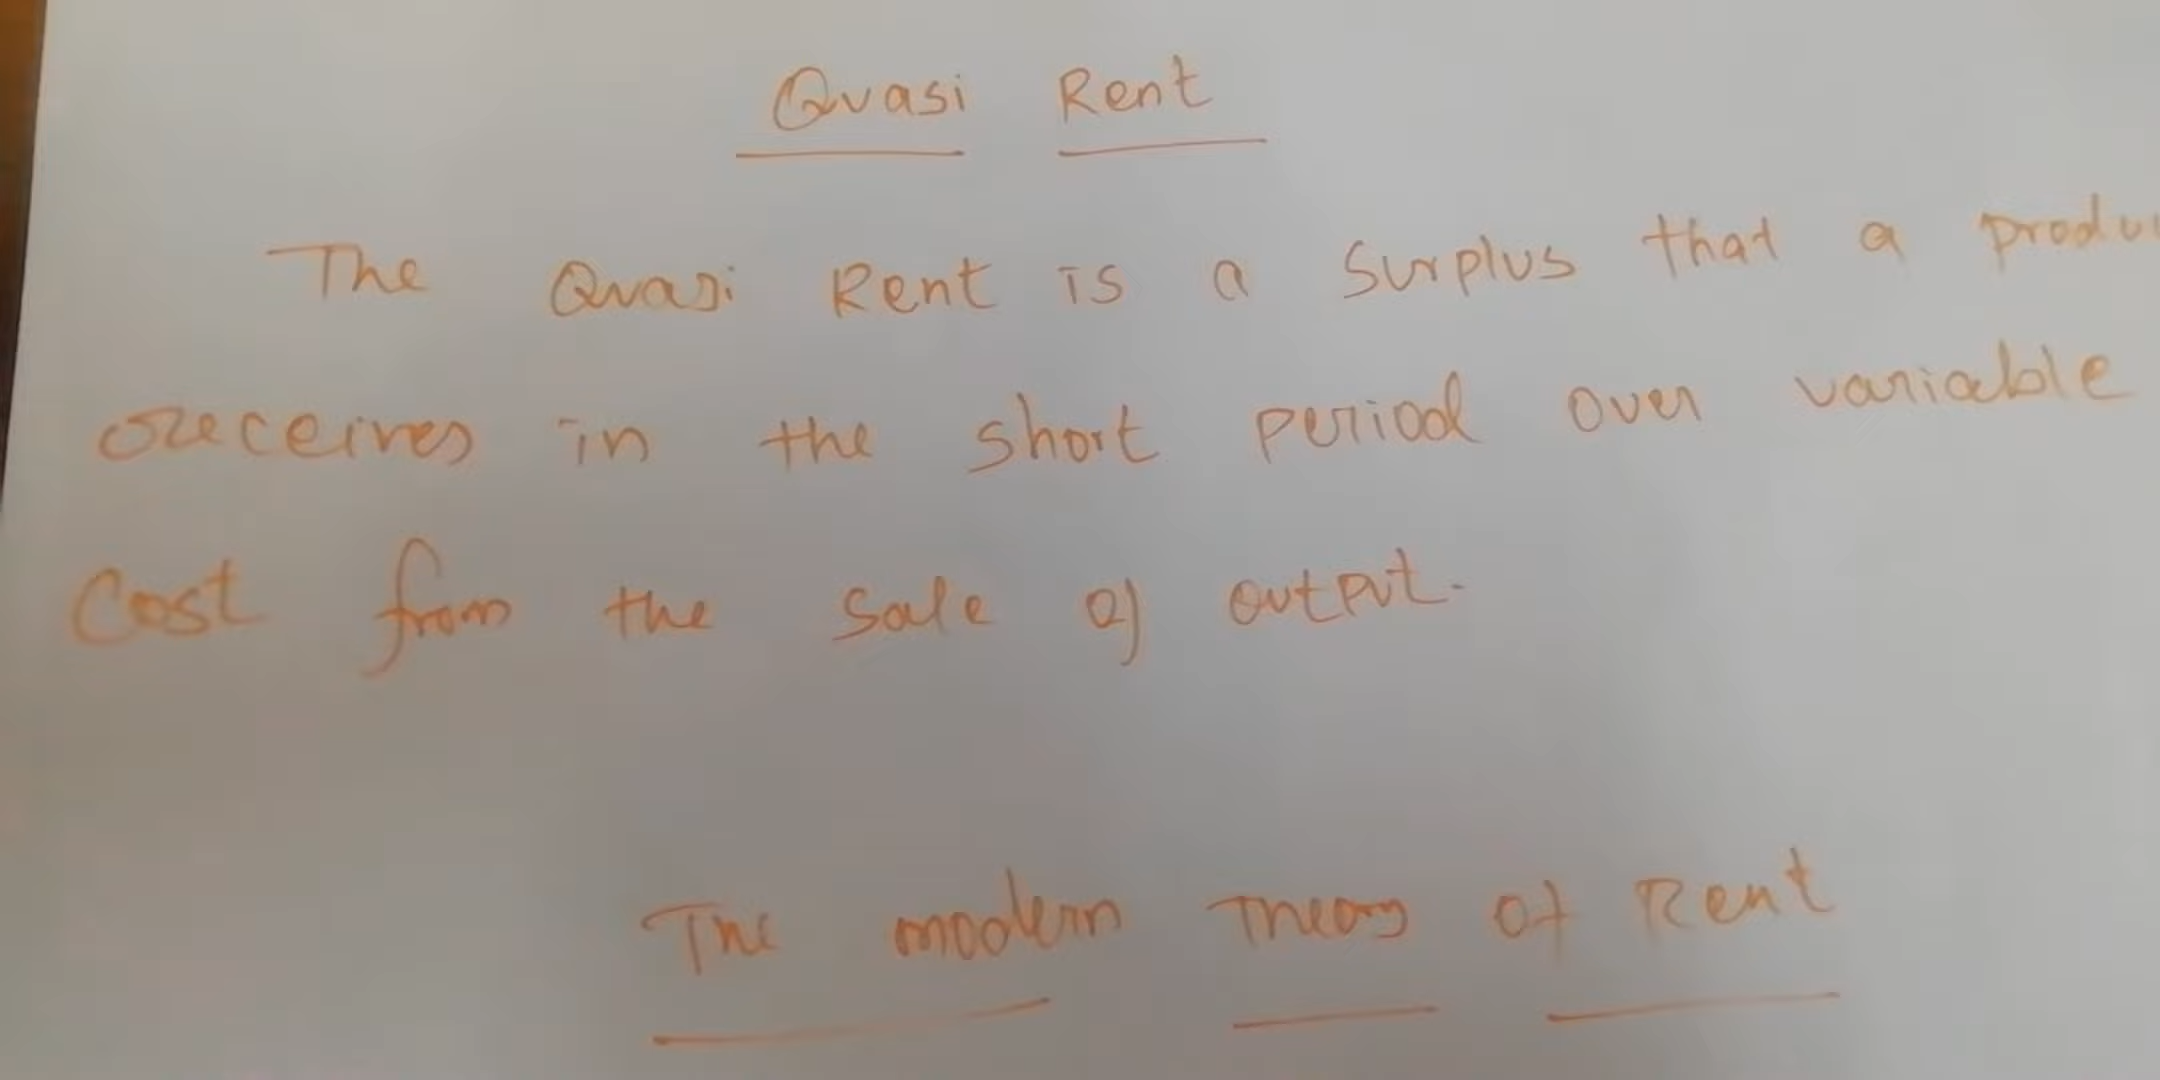 Quasi Rent
The Quasi Rent is a Surplus that a produ
receives in the short period over variable
Cost from the sale of output.
The modern Theory of Rent